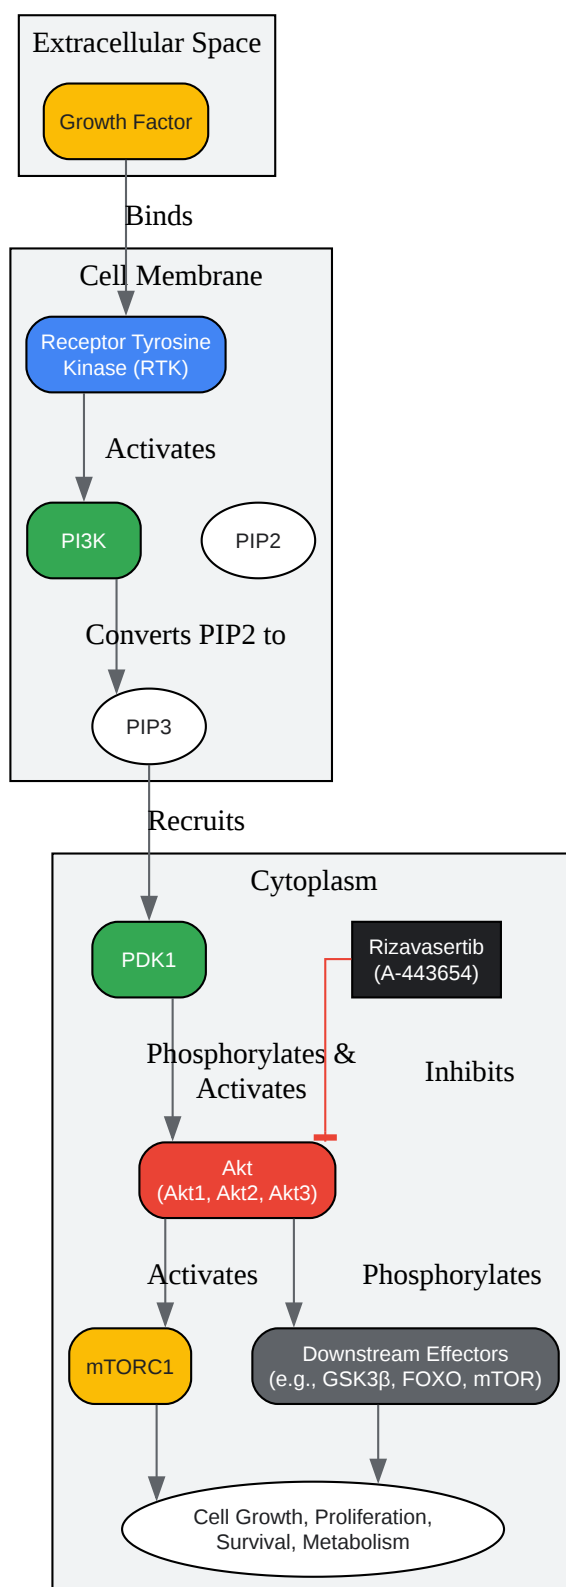 Extracellular Space
Growth Factor
Binds
Cell Membrane
Receptor Tyrosine
Kinase (RTK)
Activates
PI3K
PIP2
Converts PIP2 to
PIP3
Recruits
Cytoplasm
PDK1
Rizavasertib
(A-443654)
Phosphorylates &
Activates
Inhibits
Akt
(Akt1, Akt2, Akt3)
Activates
Phosphorylates
mTORC1
Downstream Effectors
(e.g., GSK3β, FOXO, mTOR)
Cell Growth, Proliferation,
Survival, Metabolism